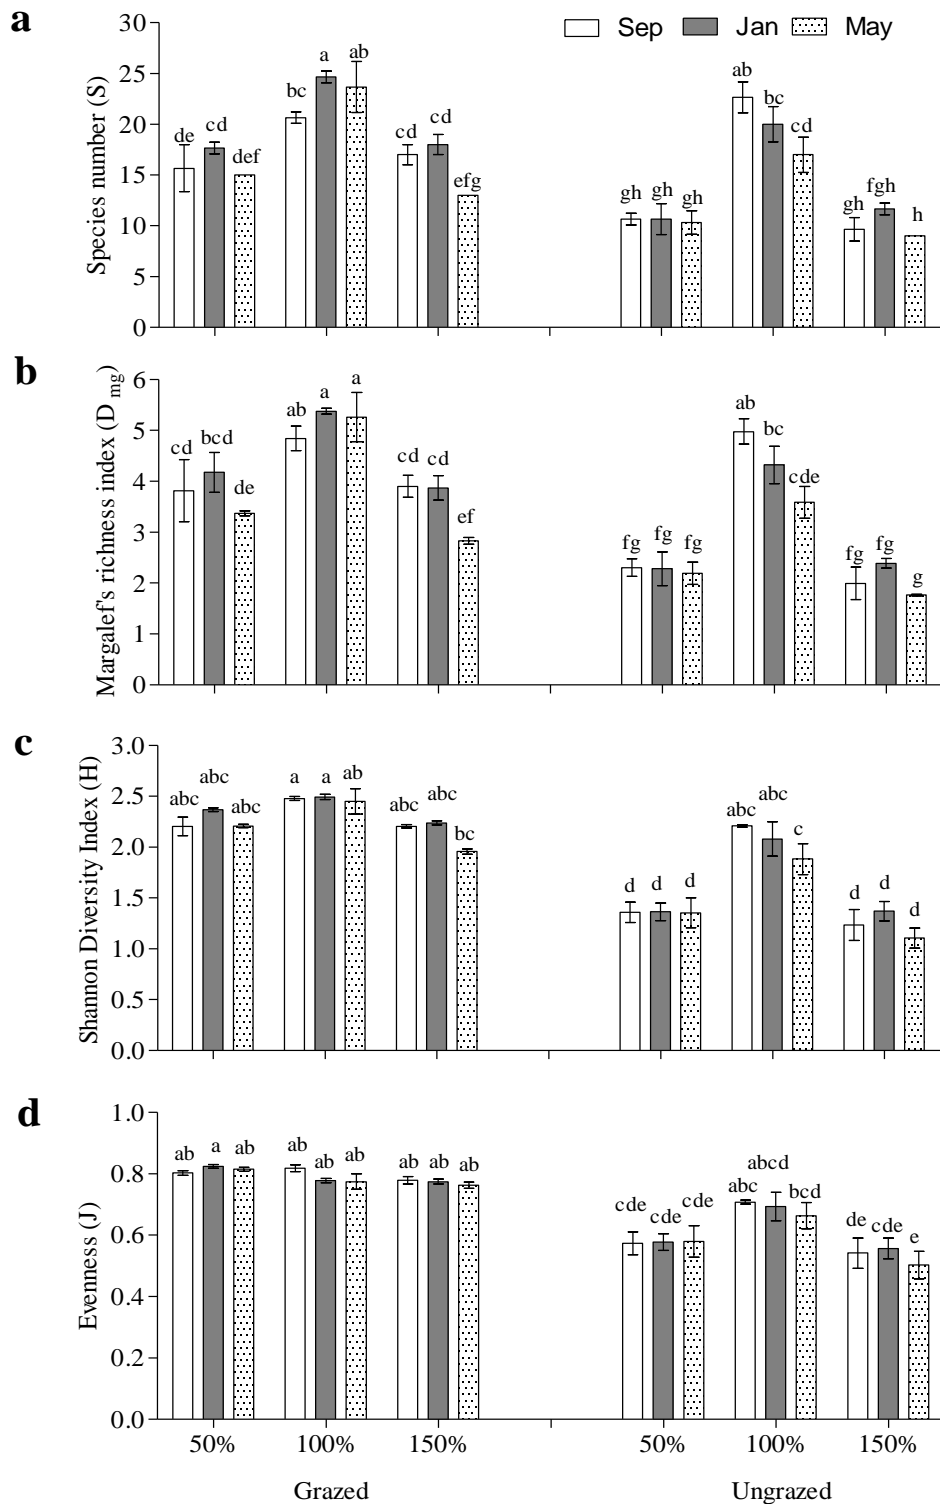 a
Sep Jan May
Species number (S)
30
25
20
15
10
5
0
de cd def bc a ab cd cd efg gh gh gh ab bc cd gh fgh h
b
Margalef's richness index (D mg)
6
5
4
3
2
1
0
cd bcd de ab a a cd cd ef fg fg fg ab bc cde fg fg g
c
Shannon Diversity Index (H)
3.0
2.5
2.0
1.5
1.0
0.5
0.0
abc abc abc a a ab abc abc bc d d d abc abc c d d d
d
Evenness (J)
1.0
0.8
0.6
0.4
0.2
0.0
ab a ab ab ab ab ab ab ab cde cde cde abc abcd bcd de cde e
50% 100% 150% 50% 100% 150%
Grazed Ungrazed